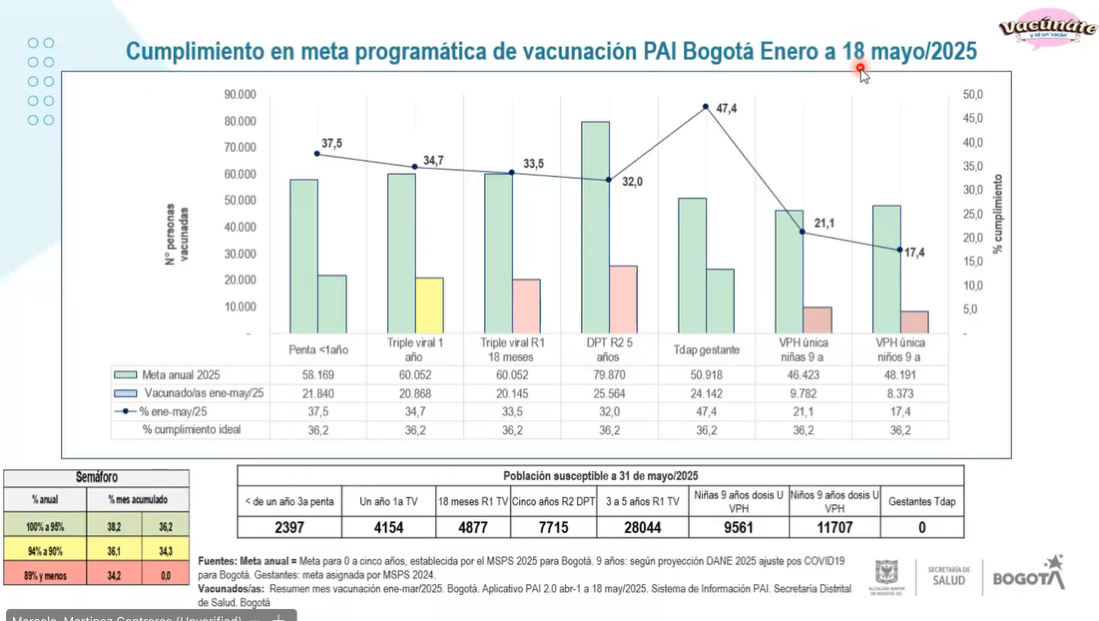 Vacúnate
y sé un vacán
Cumplimiento en meta programática de vacunación PAI Bogotá Enero a 18 mayo/2025
90.000
80.000
70.000
60.000
50.000
40.000
30.000
20.000
10.000
-
N° personas
vacunadas
50,0
45,0
40,0
35,0
30,0
25,0
20,0
15,0
10,0
5,0
-
% cumplimiento
37,5
34,7
33,5
32,0
47,4
21,1
17,4
Penta <1año | Triple viral 1 año | Triple viral R1 18 meses | DPT R2 5 años | Tdap gestante | VPH única niñas 9 a | VPH única niños 9 a
Meta anual 2025 | 58.169 | 60.052 | 60.052 | 79.870 | 50.918 | 46.423 | 48.191
Vacunado/as ene-may/25 | 21.840 | 20.868 | 20.145 | 25.564 | 24.142 | 9.782 | 8.373
% ene-may/25 | 37,5 | 34,7 | 33,5 | 32,0 | 47,4 | 21,1 | 17,4
% cumplimiento ideal | 36,2 | 36,2 | 36,2 | 36,2 | 36,2 | 36,2 | 36,2
Semáforo
% anual | % mes acumulado
100% a 95% | 38,2 | 36,2
94% a 90% | 36,1 | 34,3
89% y menos | 34,2 | 0,0
Población susceptible a 31 de mayo/2025
< de un año 3a penta | Un año 1a TV | 18 meses R1 TV | Cinco años R2 DPT | 3 a 5 años R1 TV | Niñas 9 años dosis U VPH | Niños 9 años dosis U VPH | Gestantes Tdap
2397 | 4154 | 4877 | 7715 | 28044 | 9561 | 11707 | 0
Fuentes: Meta anual = Meta para 0 a cinco años, establecida por el MSPS 2025 para Bogotá. 9 años: según proyección DANE 2025 ajuste pos COVID19
para Bogotá. Gestantes: meta asignada por MSPS 2024.
Vacunados/as: Resumen mes vacunación ene-mar/2025. Bogotá. Aplicativo PAI 2.0 abr-1 a 18 may/2025. Sistema de Información PAI. Secretaría Distrital
de Salud. Bogotá
ALCALDÍA MAYOR
DE BOGOTÁ D.C.
SECRETARÍA DE
SALUD
BOGOTÁ
Marcela Martinez Contreras (Unverified)